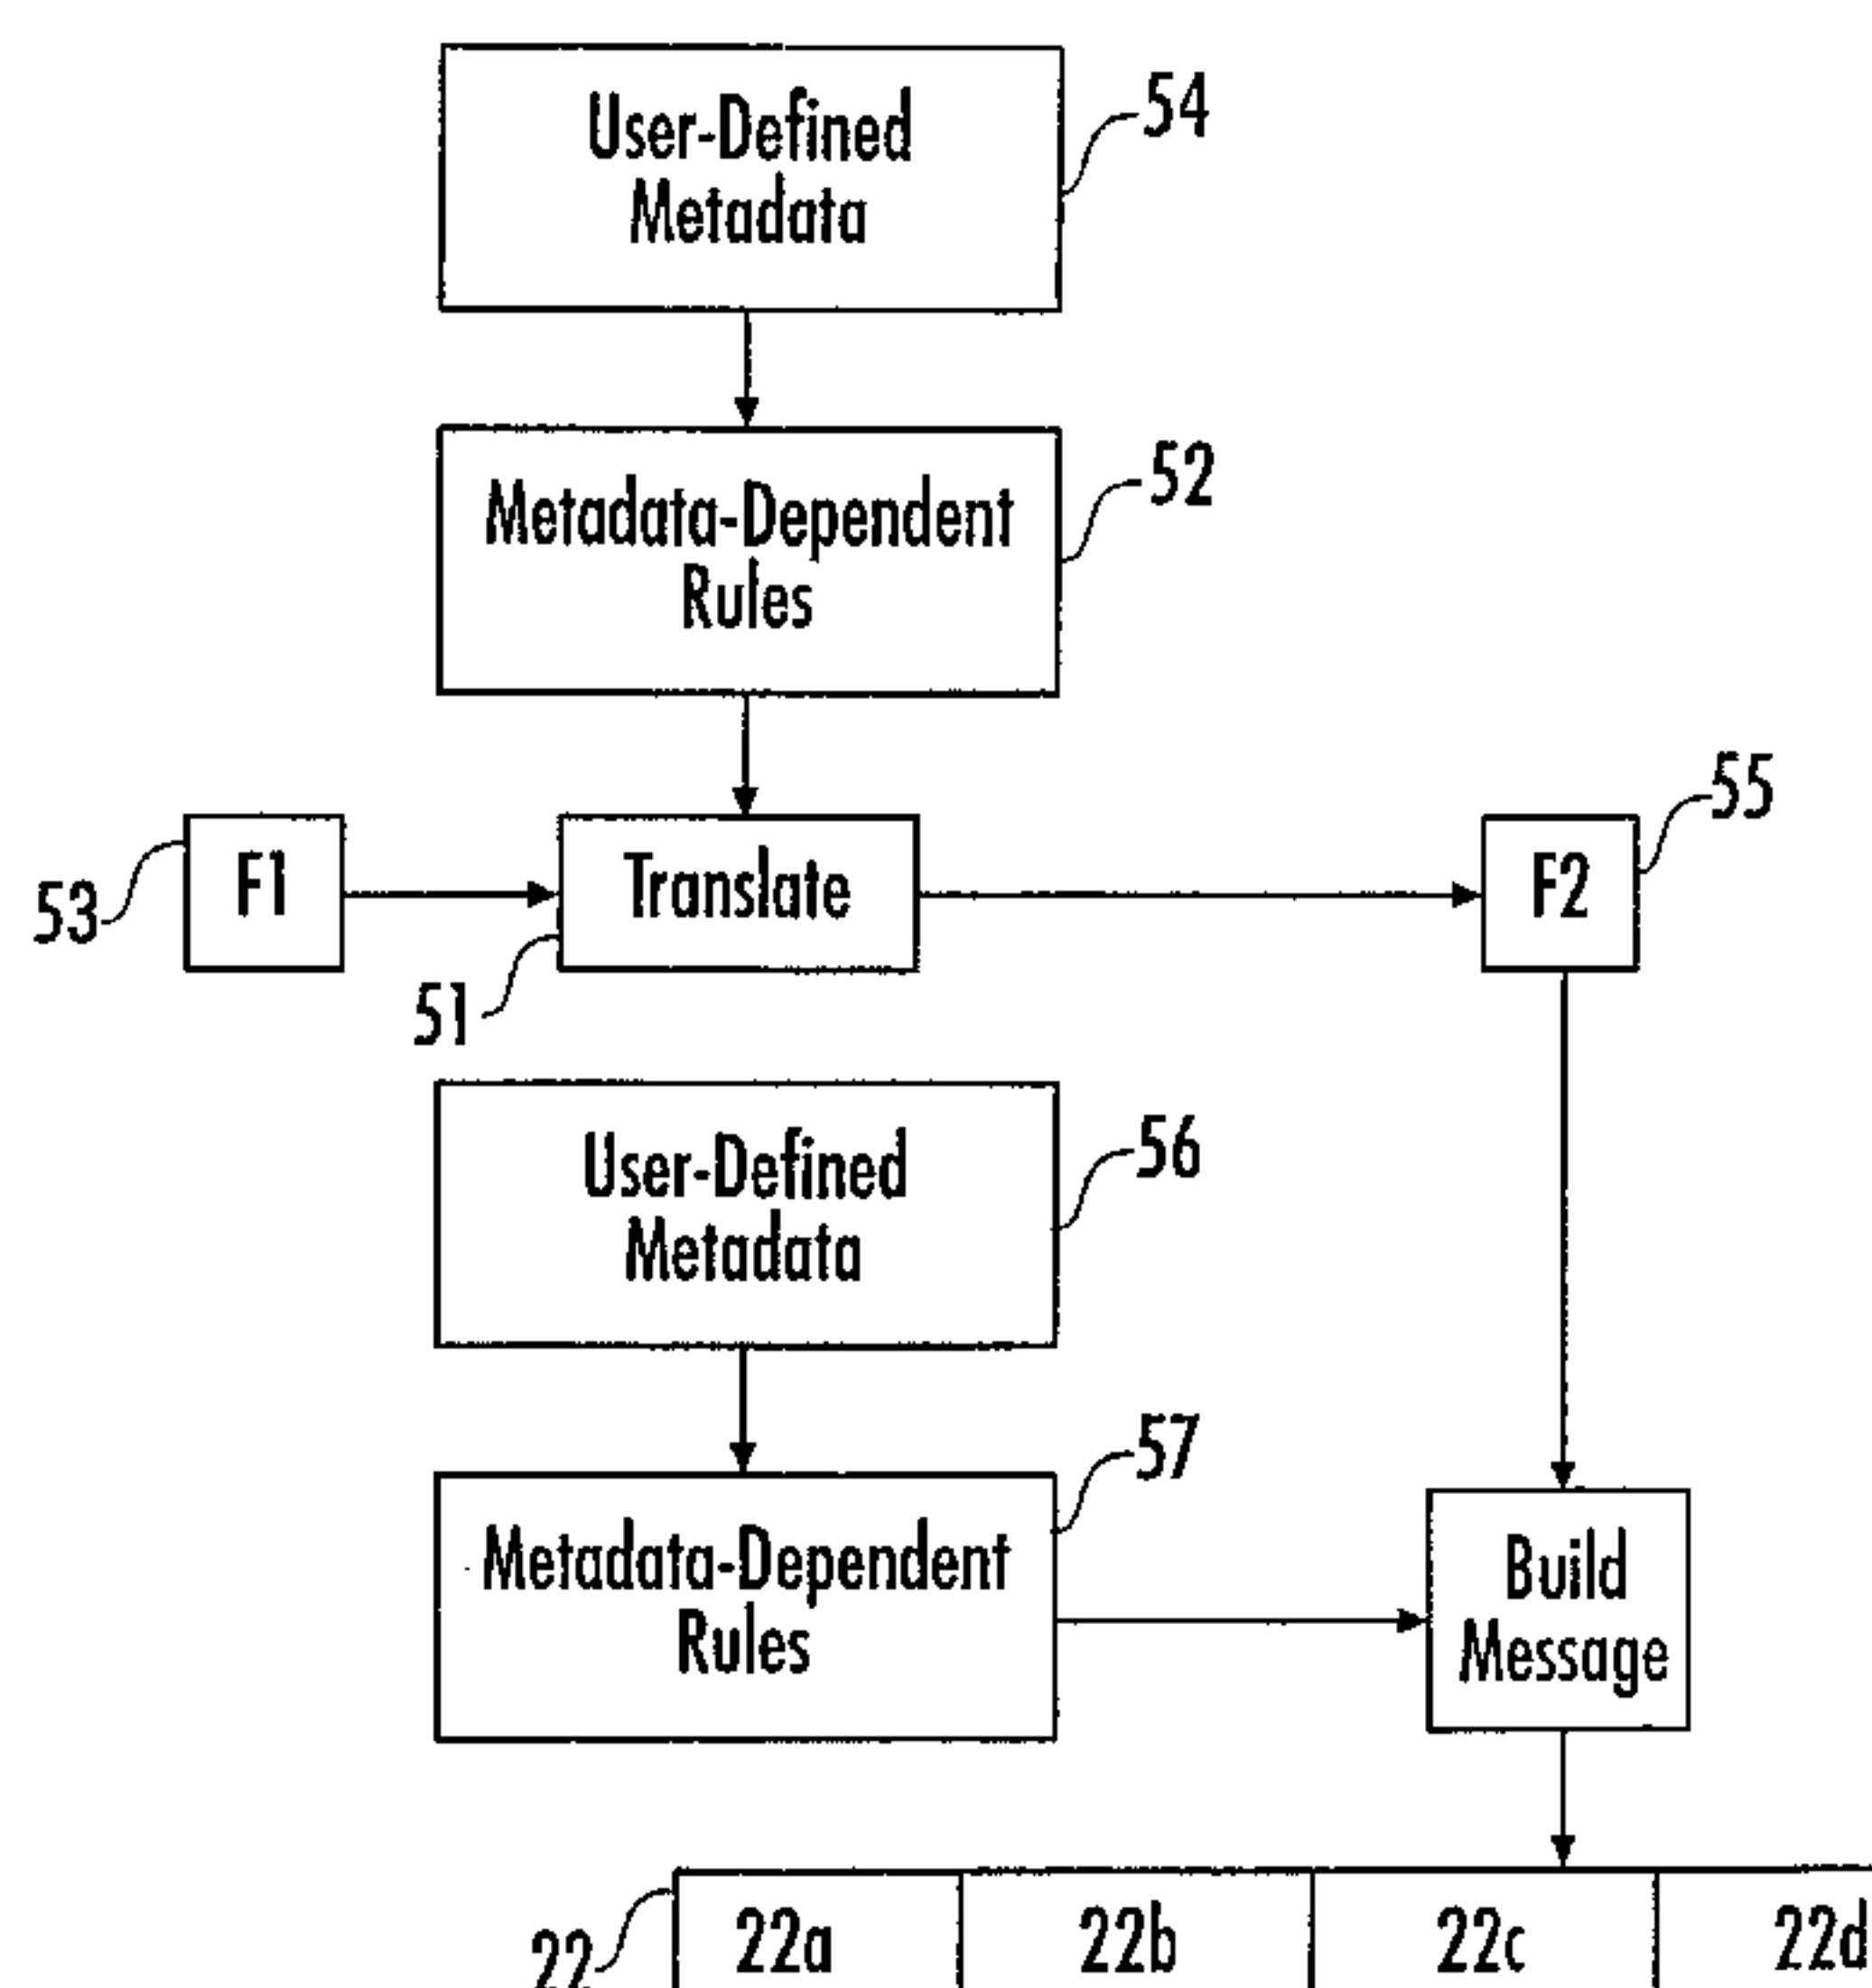 User-Defined
Metadata
54
Metadata-Dependent
Rules
52
55
F1
Translate
F2
53
51
User-Defined
Metadata
56
57
Metadata-Dependent
Rules
Build
Message
22
22a
22b
22c
22d